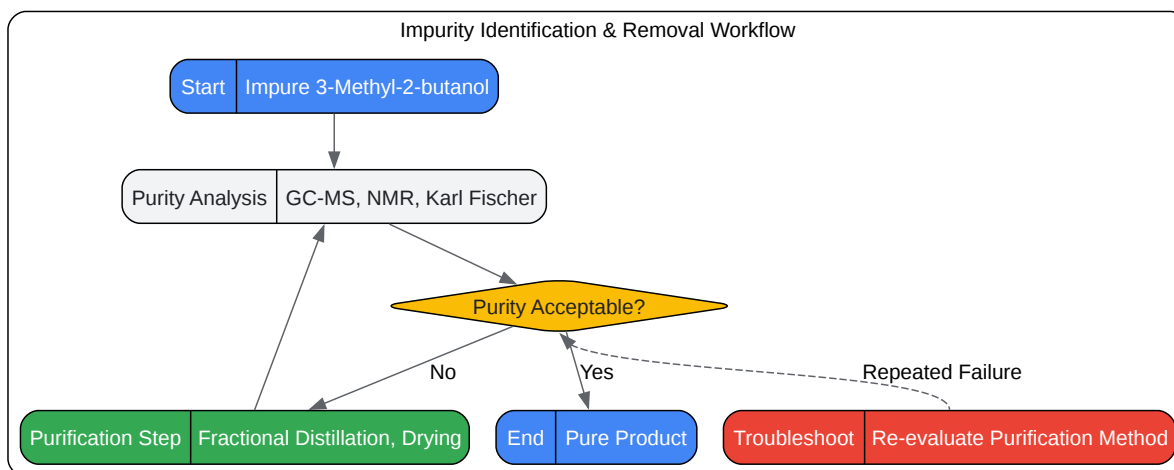 Impurity Identification & Removal Workflow
Start
Impure 3-Methyl-2-butanol
Purity Analysis
GC-MS, NMR, Karl Fischer
Purity Acceptable?
No
Yes
Repeated Failure
Purification Step
Fractional Distillation, Drying
End
Pure Product
Troubleshoot
Re-evaluate Purification Method